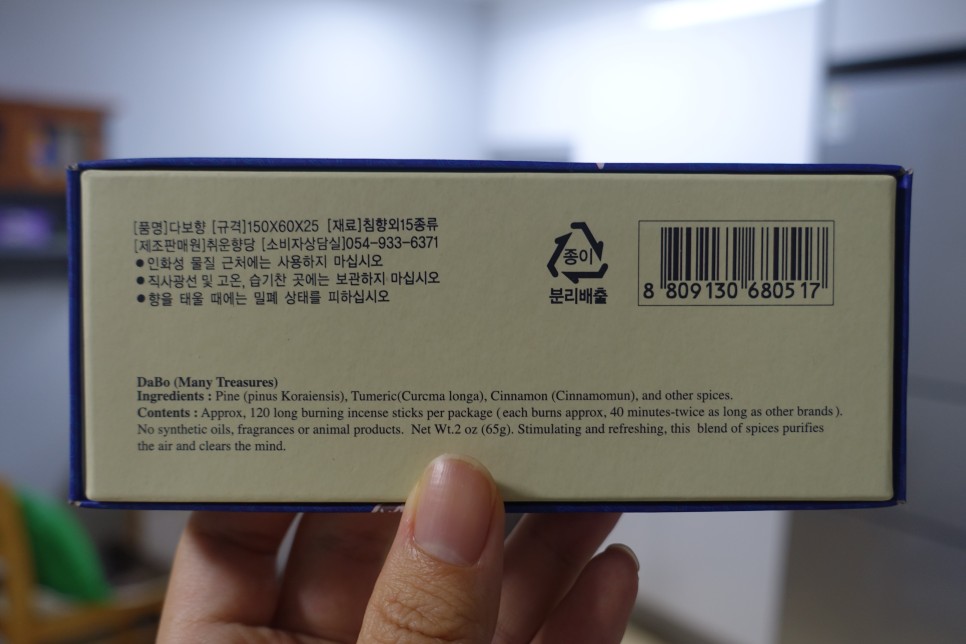 [품명]다보향 [규격]150X60X25 [재료]침향외15종류
[제조판매원]취운향당 [소비자상담실]054-933-6371
●인화성 물질 근처에는 사용하지 마십시오
●직사광선 및 고온, 습기찬 곳에는 보관하지 마십시오
●향을 태울 때에는 밀폐 상태를 피하십시오
종이
분리배출
8 809130 680517
DaBo (Many Treasures)
Ingredients : Pine (pinus Koraiensis), Tumeric(Curcma longa), Cinnamon (Cinnamomun), and other spices.
Contents : Approx, 120 long burning incense sticks per package (each burns approx, 40 minutes-twice as long as other brands).
No synthetic oils, fragrances or animal products. Net Wt.2 oz (65g). Stimulating and refreshing, this blend of spices purifies
the air and clears the mind.